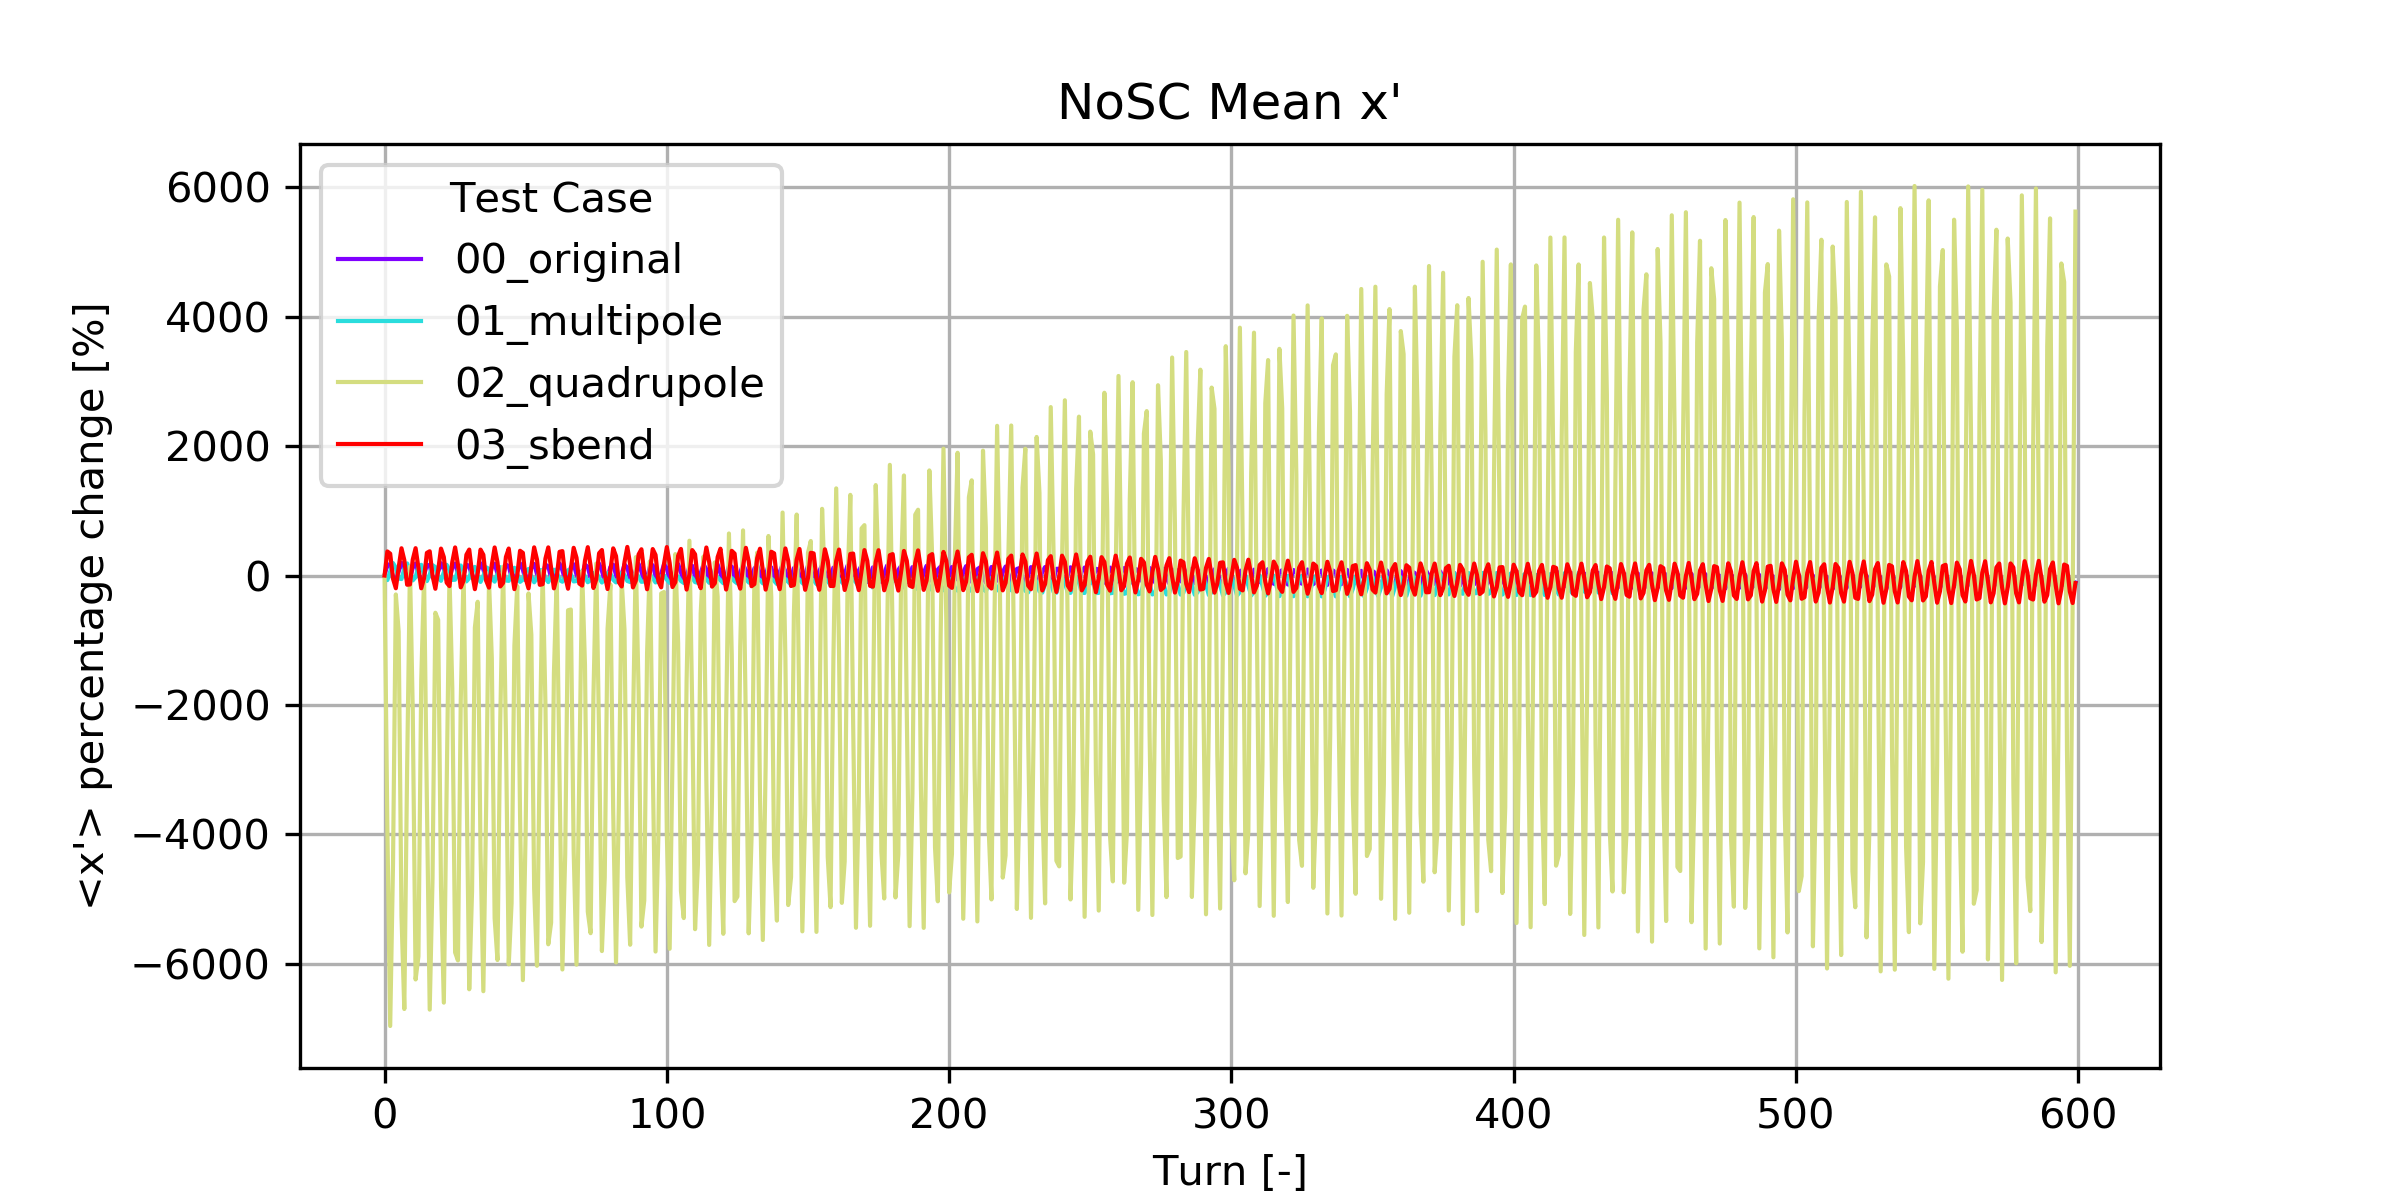 NoSC Mean x'
Test Case
00_original
01_multipole
02_quadrupole
03_sbend
<x'> percentage change [%]
6000
4000
2000
0
−2000
−4000
−6000
0 100 200 300 400 500 600
Turn [-]